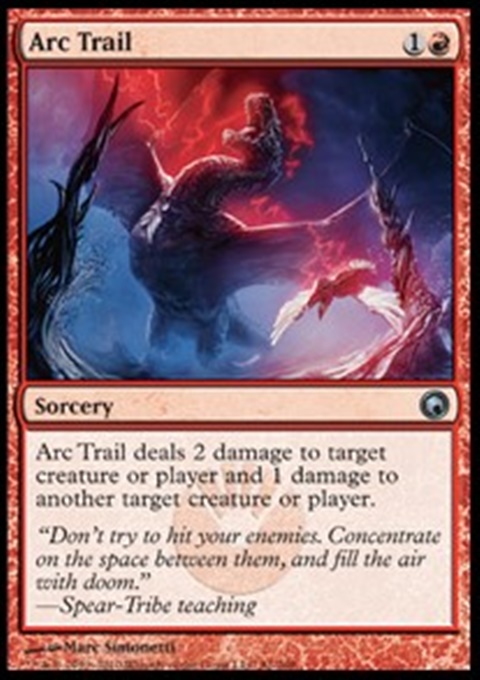 Arc Trail
1
Sorcery
Arc Trail deals 2 damage to target
creature or player and 1 damage to
another target creature or player.
“Don’t try to hit your enemies. Concentrate
on the space between them, and fill the air
with doom.”
—Spear-Tribe teaching
Marc Simonetti